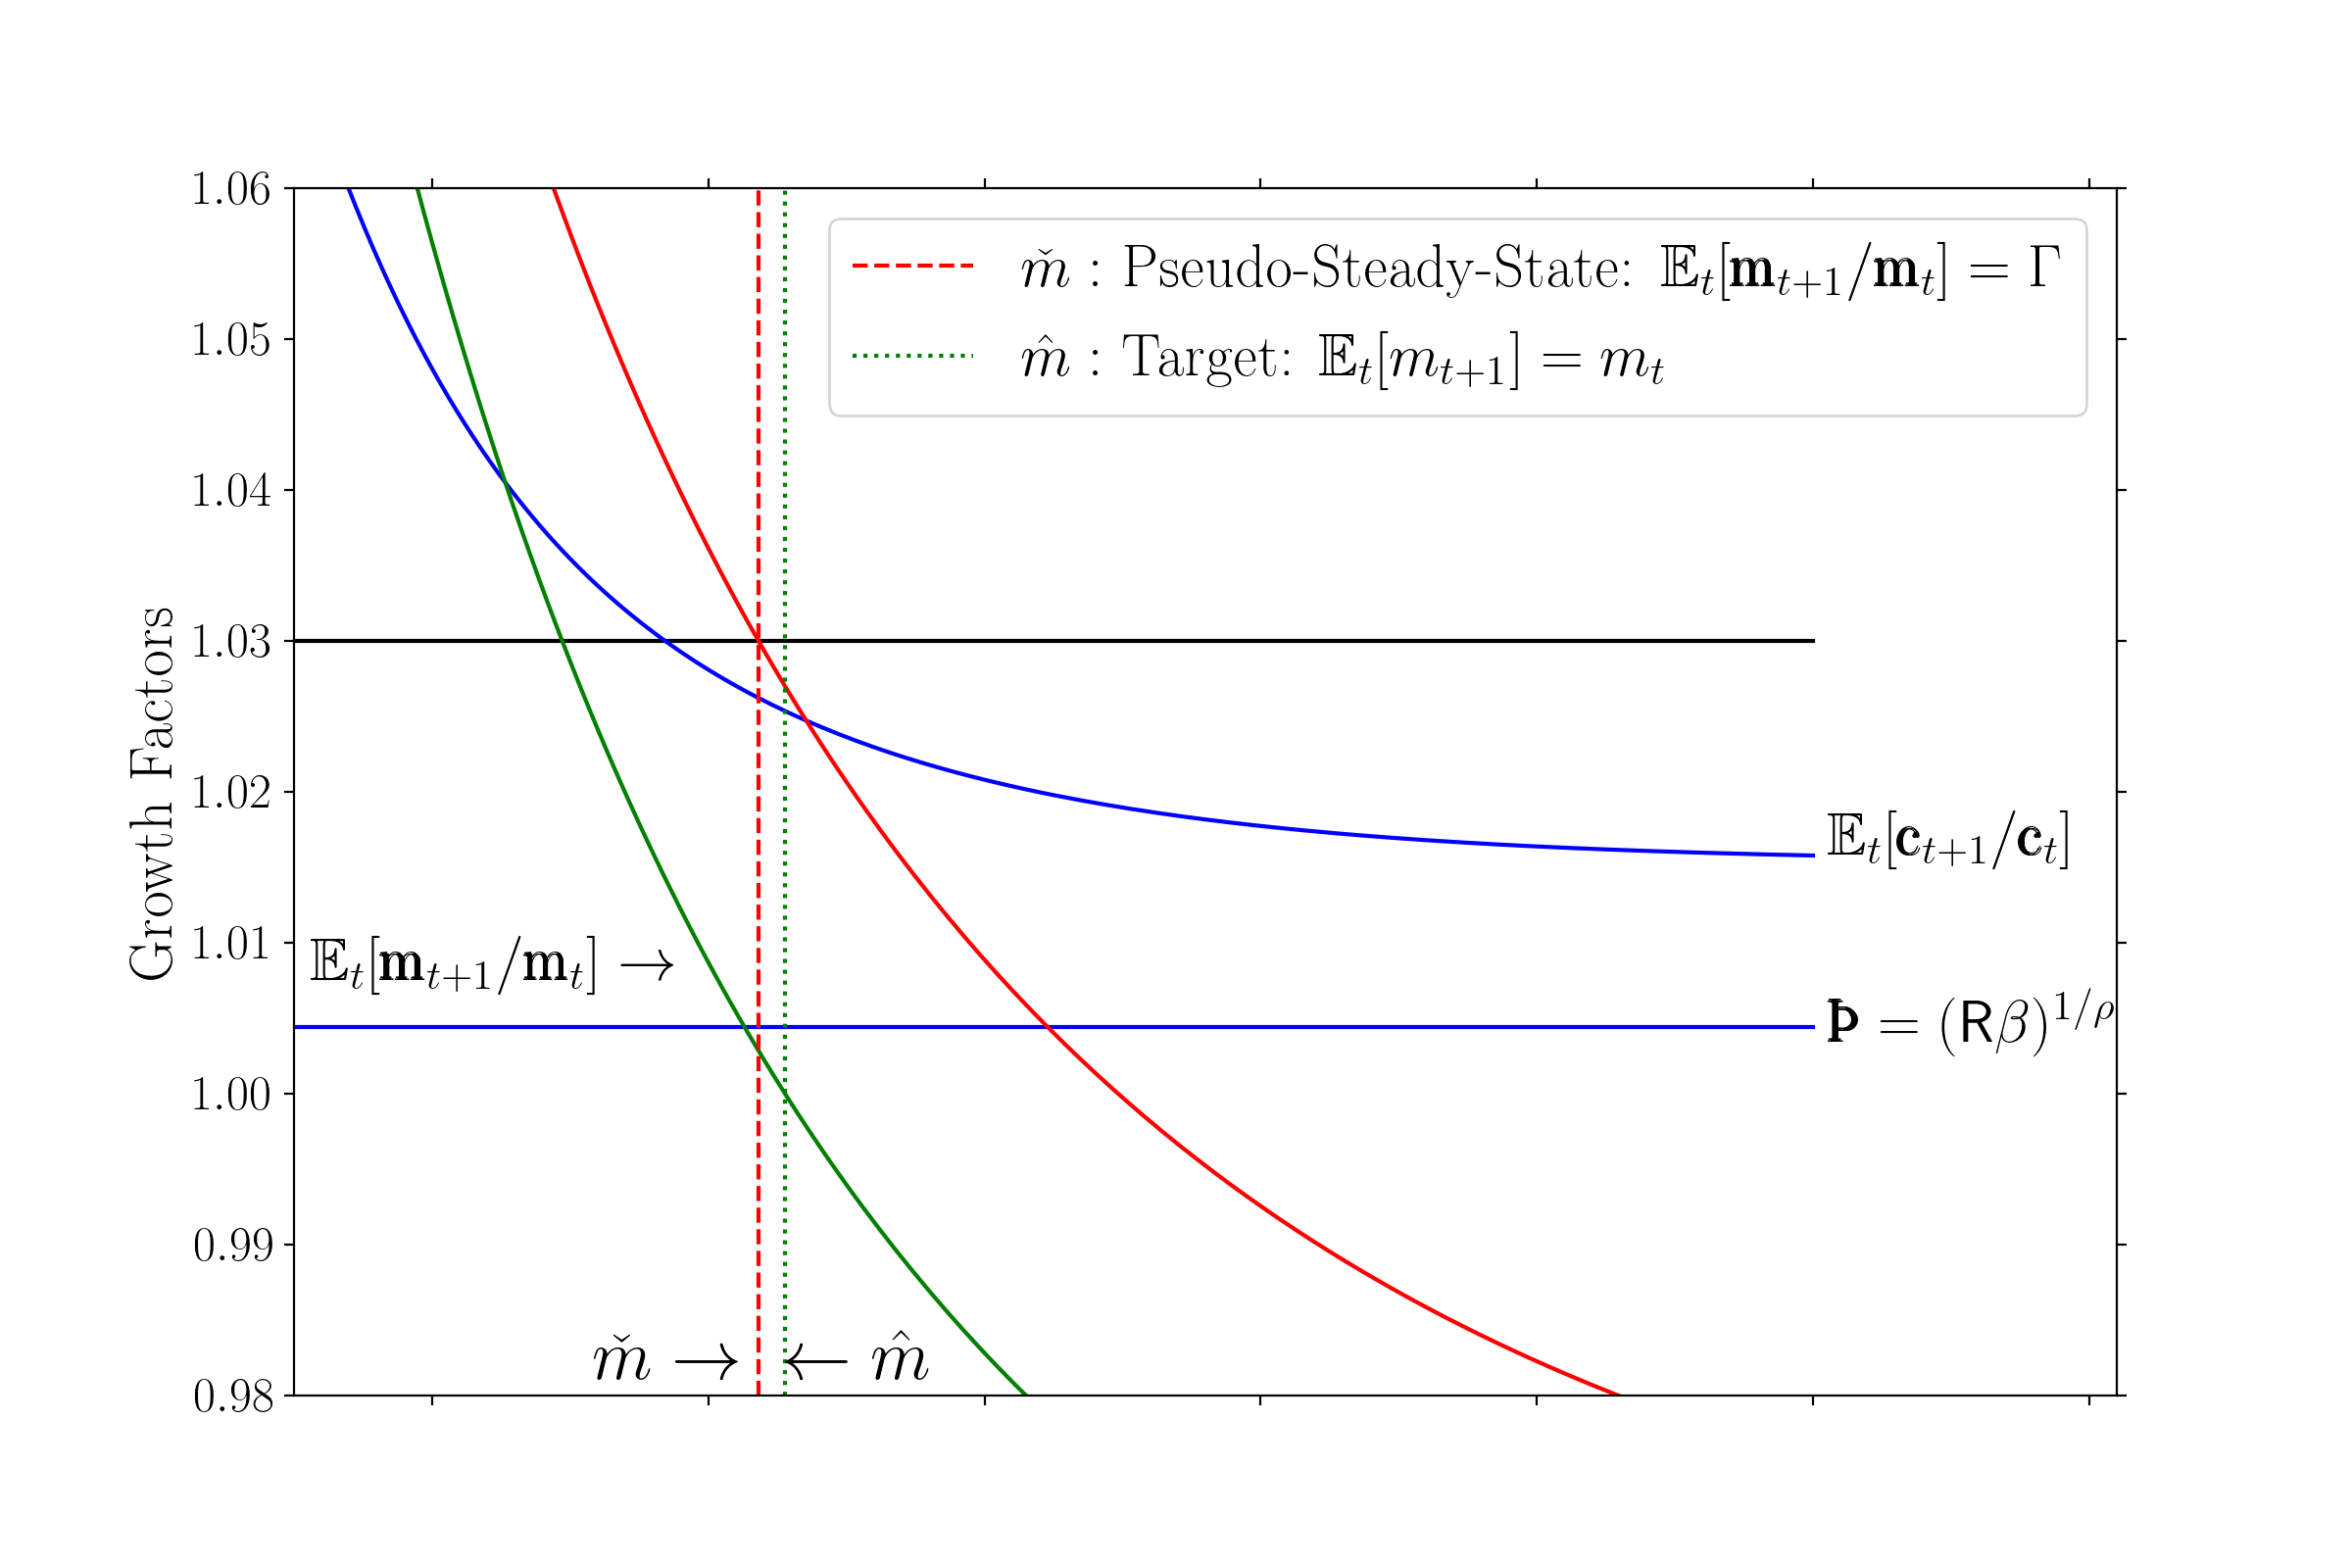 1.06
m̌ : Pseudo-Steady-State: 𝔼ₜ[𝐦ₜ₊₁/𝐦ₜ] = Γ
1.05
m̂ : Target: 𝔼ₜ[mₜ₊₁] = mₜ
1.04
1.03
Growth Factors
1.02
𝔼ₜ[𝐜ₜ₊₁/𝐜ₜ]
1.01
𝔼ₜ[𝐦ₜ₊₁/𝐦ₜ] →
Þ = (Rβ)^{1/ρ}
1.00
0.99
m̌ → ← m̂
0.98